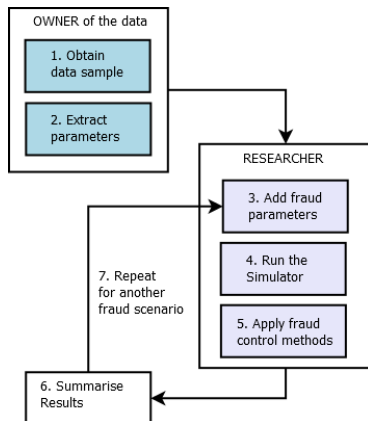 OWNER of the data
1. Obtain
data sample
2. Extract
parameters
RESEARCHER
3. Add fraud
parameters
4. Run the
Simulator
5. Apply fraud
control methods
7. Repeat
for another
fraud scenario
6. Summarise
Results